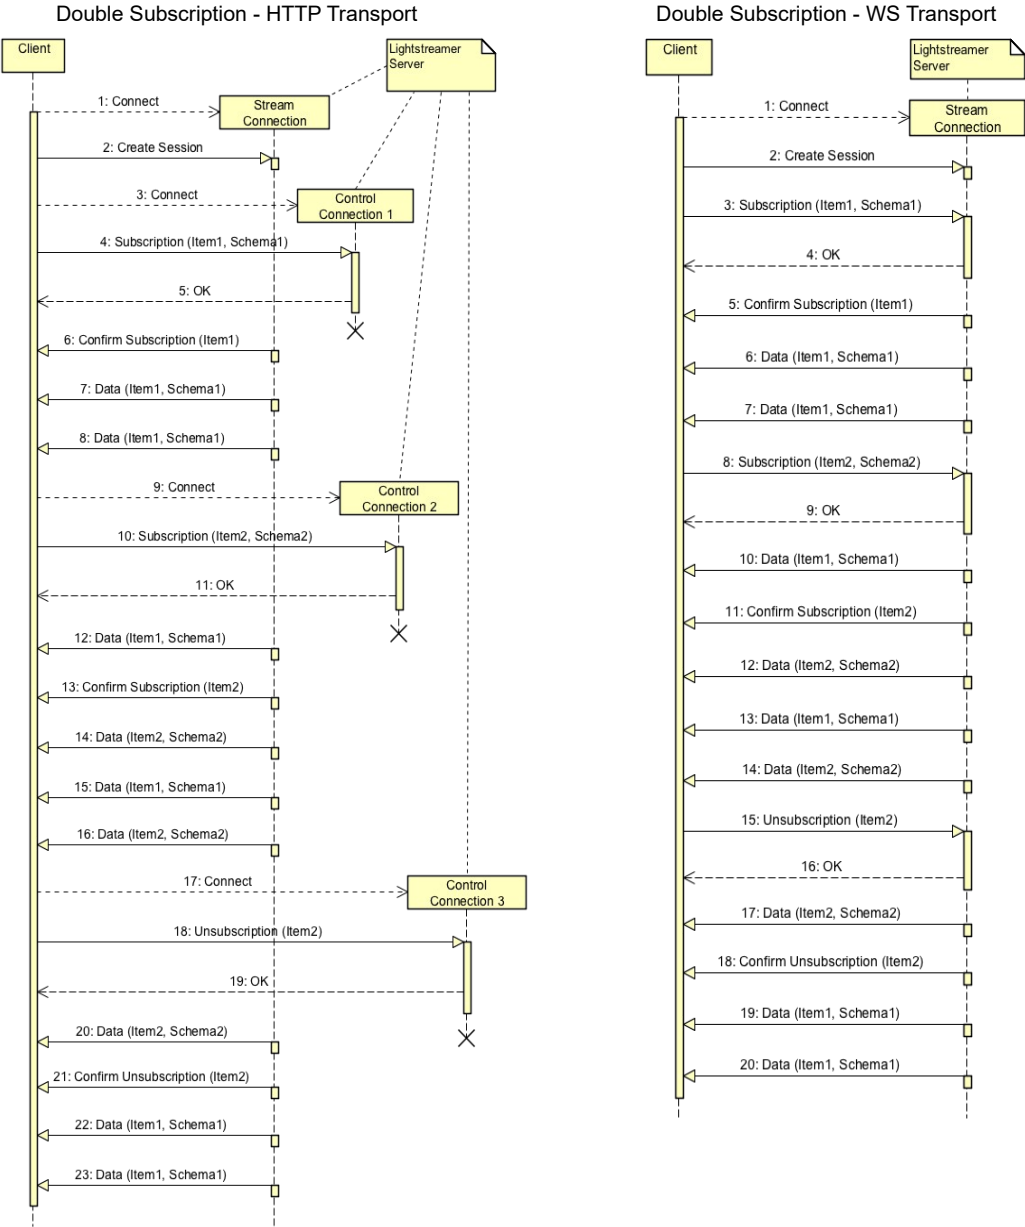 Double Subscription - HTTP Transport
Client
Lightstreamer
Server
1: Connect
Stream
Connection
2: Create Session
3: Connect
Control
Connection 1
4: Subscription (Item1, Schema1)
5: OK
6: Confirm Subscription (Item1)
7: Data (Item1, Schema1)
8: Data (Item1, Schema1)
9: Connect
Control
Connection 2
10: Subscription (Item2, Schema2)
11: OK
12: Data (Item1, Schema1)
13: Confirm Subscription (Item2)
14: Data (Item2, Schema2)
15: Data (Item1, Schema1)
16: Data (Item2, Schema2)
17: Connect
Control
Connection 3
18: Unsubscription (Item2)
19: OK
20: Data (Item2, Schema2)
21: Confirm Unsubscription (Item2)
22: Data (Item1, Schema1)
23: Data (Item1, Schema1)
Double Subscription - WS Transport
Client
Lightstreamer
Server
1: Connect
Stream
Connection
2: Create Session
3: Subscription (Item1, Schema1)
4: OK
5: Confirm Subscription (Item1)
6: Data (Item1, Schema1)
7: Data (Item1, Schema1)
8: Subscription (Item2, Schema2)
9: OK
10: Data (Item1, Schema1)
11: Confirm Subscription (Item2)
12: Data (Item2, Schema2)
13: Data (Item1, Schema1)
14: Data (Item2, Schema2)
15: Unsubscription (Item2)
16: OK
17: Data (Item2, Schema2)
18: Confirm Unsubscription (Item2)
19: Data (Item1, Schema1)
20: Data (Item1, Schema1)